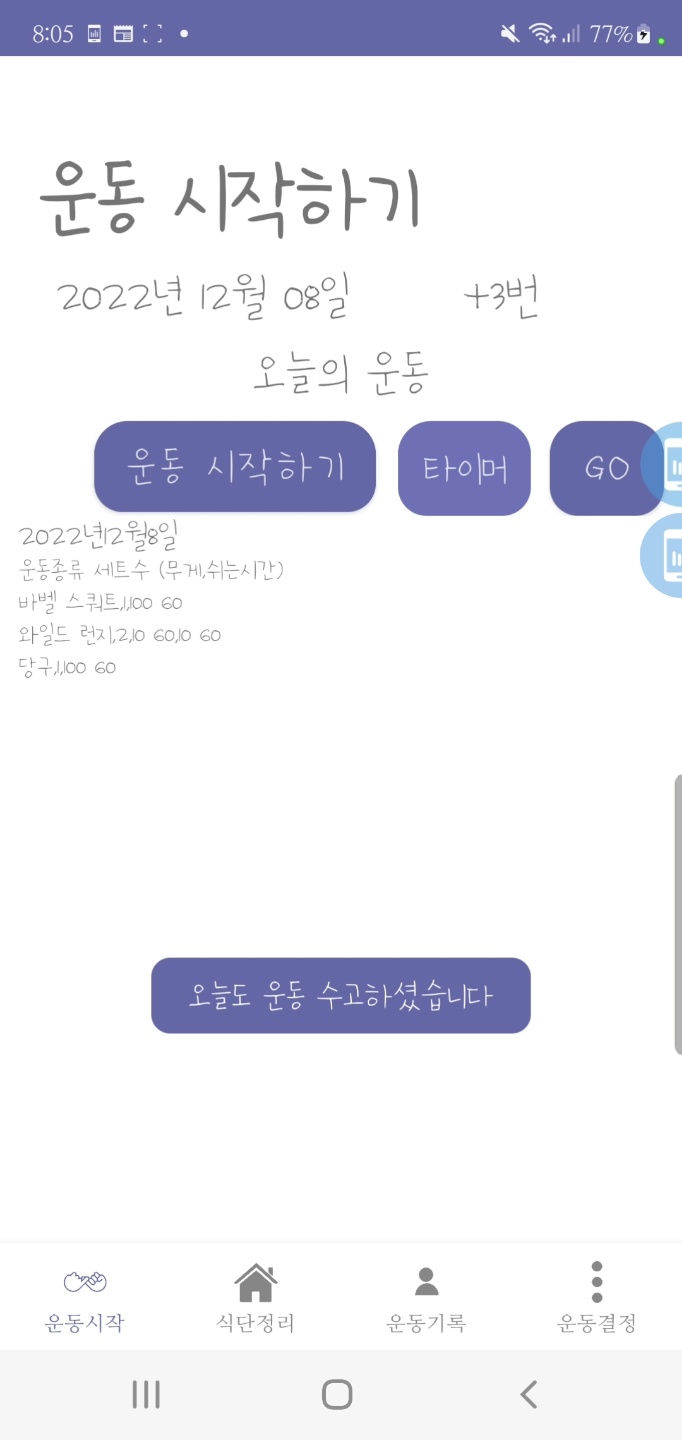 8:05 77%
운동 시작하기
2022년 12월 08일 +3번
오늘의 운동
운동 시작하기 타이머 GO
2022년12월8일
운동종류 세트수 (무게,쉬는시간)
바벨 스쿼트,1,100 60
와일드 런지,2,10 60,10 60
당구,1,100 60
오늘도 운동 수고하셨습니다
운동시작 식단정리 운동기록 운동결정